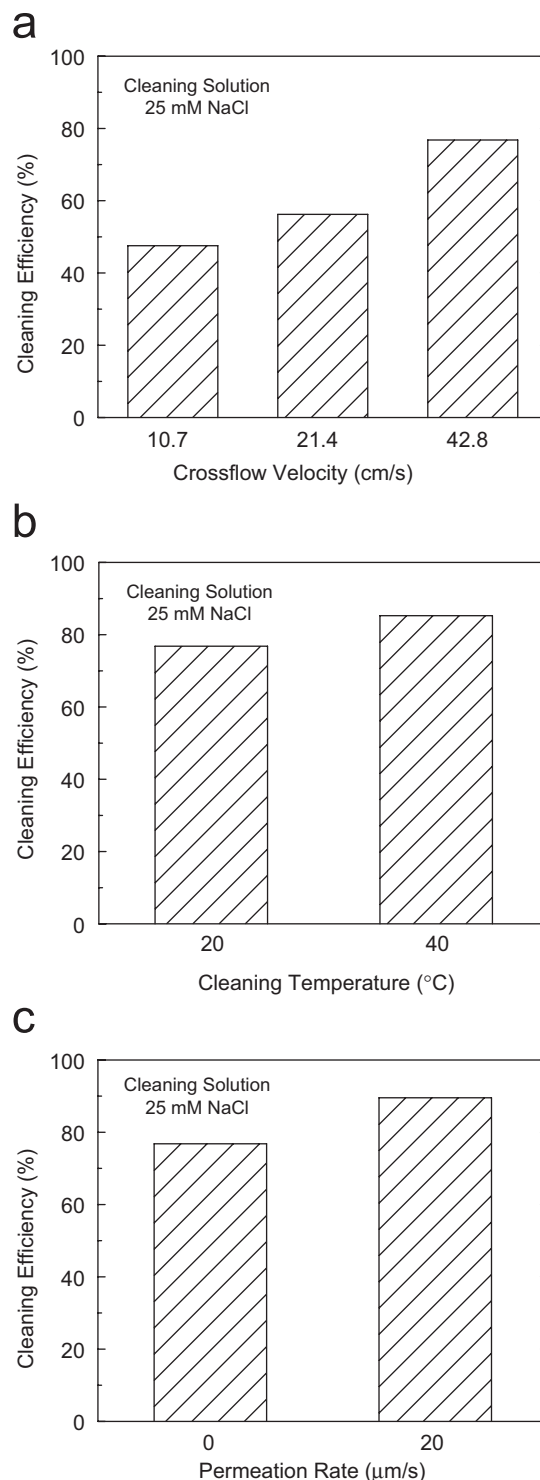 a
100
80
60
40
20
0
Cleaning Efficiency (%)
Cleaning Solution
25 mM NaCl
10.7 21.4 42.8
Crossflow Velocity (cm/s)
b
100
80
60
40
20
0
Cleaning Efficiency (%)
Cleaning Solution
25 mM NaCl
20 40
Cleaning Temperature (°C)
c
100
80
60
40
20
0
Cleaning Efficiency (%)
Cleaning Solution
25 mM NaCl
0 20
Permeation Rate (μm/s)